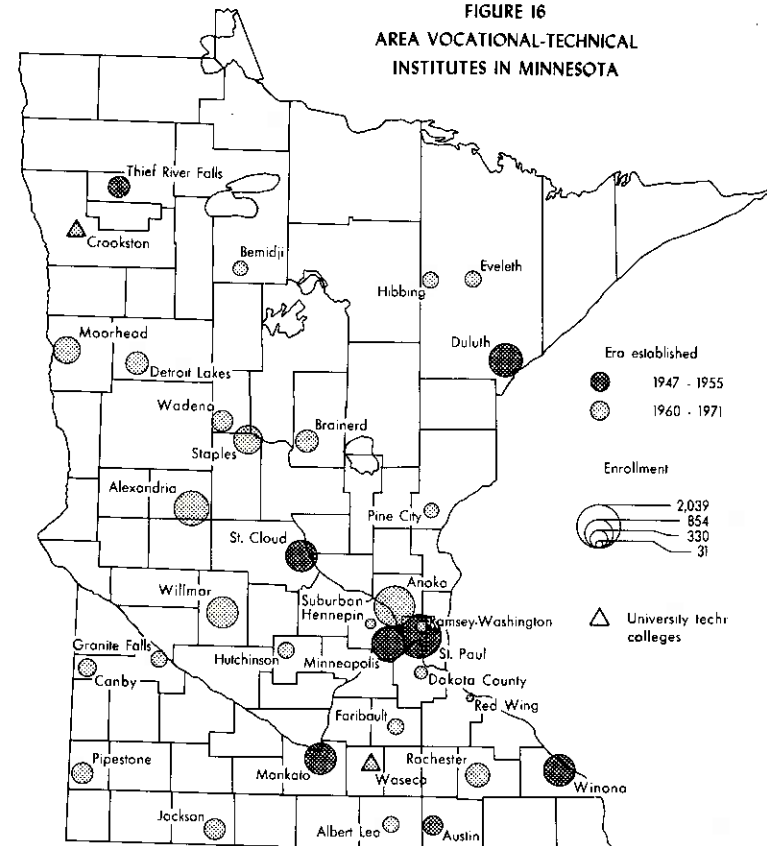 FIGURE 16
AREA VOCATIONAL-TECHNICAL
INSTITUTES IN MINNESOTA
Thief River Falls
Crookston
Bemidji
Hibbing
Eveleth
Moorhead
Detroit Lakes
Duluth
Era established
1947 - 1955
1960 - 1971
Wadena
Brainerd
Staples
Enrollment
2,039
854
330
31
Alexandria
Pine City
St. Cloud
Anoka
Willmar
Suburban
Hennepin
Ramsey-Washington
University techr
colleges
Granite Falls
Hutchinson
Minneapolis
St. Paul
Canby
Dakota County
Red Wing
Faribault
Pipestone
Mankato
Waseca
Rochester
Winona
Jackson
Albert Lea
Austin